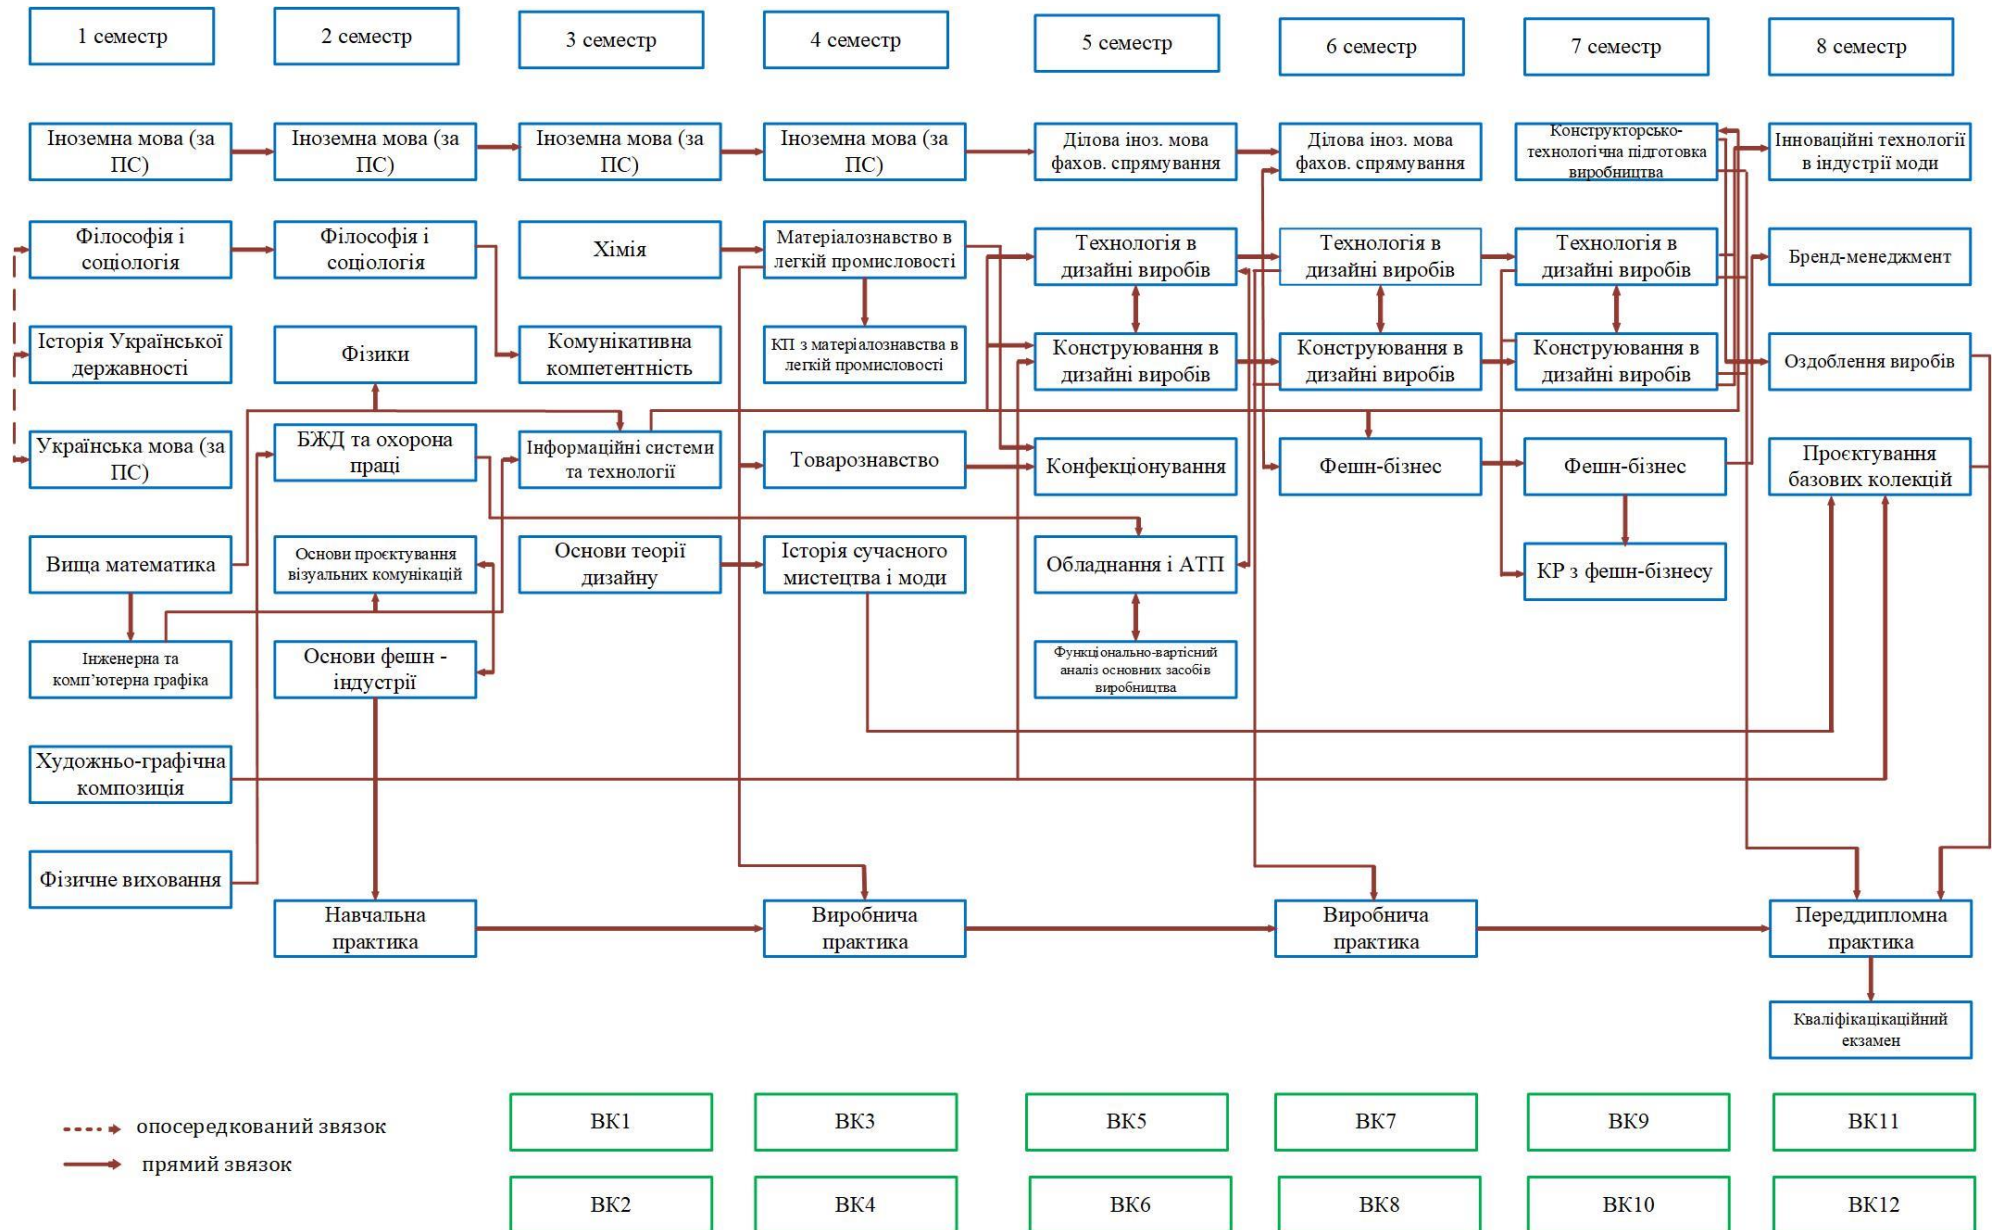 1 семестр
2 семестр
3 семестр
4 семестр
5 семестр
6 семестр
7 семестр
8 семестр
Іноземна мова (за
ПС)
Іноземна мова (за
ПС)
Іноземна мова (за
ПС)
Іноземна мова (за
ПС)
Ділова іноз. мова
фахов. спрямування
Ділова іноз. мова
фахов. спрямування
Конструкторсько-
технологічна підготовка
виробництва
Інноваційні технології
в індустрії моди
Філософія і
соціологія
Філософія і
соціологія
Хімія
Матеріалознавство в
легкій промисловості
Технологія в
дизайні виробів
Технологія в
дизайні виробів
Технологія в
дизайні виробів
Бренд-менеджмент
Історія Української
державності
Фізики
Комунікативна
компетентність
КП з матеріалознавства в
легкій промисловості
Конструювання в
дизайні виробів
Конструювання в
дизайні виробів
Конструювання в
дизайні виробів
Оздоблення виробів
Українська мова (за
ПС)
БЖД та охорона
праці
Інформаційні системи
та технології
Товарознавство
Конфекціонування
Фешн-бізнес
Фешн-бізнес
Проєктування
базових колекцій
Вища математика
Основи проєктування
візуальних комунікацій
Основи теорії
дизайну
Історія сучасного
мистецтва і моди
Обладнання і АТП
КР з фешн-бізнесу
Інженерна та
комп’ютерна графіка
Основи фешн -
індустрії
Функціонально-вартісний
аналіз основних засобів
виробництва
Художньо-графічна
композиція
Фізичне виховання
Навчальна
практика
Виробнича
практика
Виробнича
практика
Переддипломна
практика
Кваліфікацікаційний
екзамен
опосередкований звязок
прямий звязок
ВК1
ВК3
ВК5
ВК7
ВК9
ВК11
ВК2
ВК4
ВК6
ВК8
ВК10
ВК12